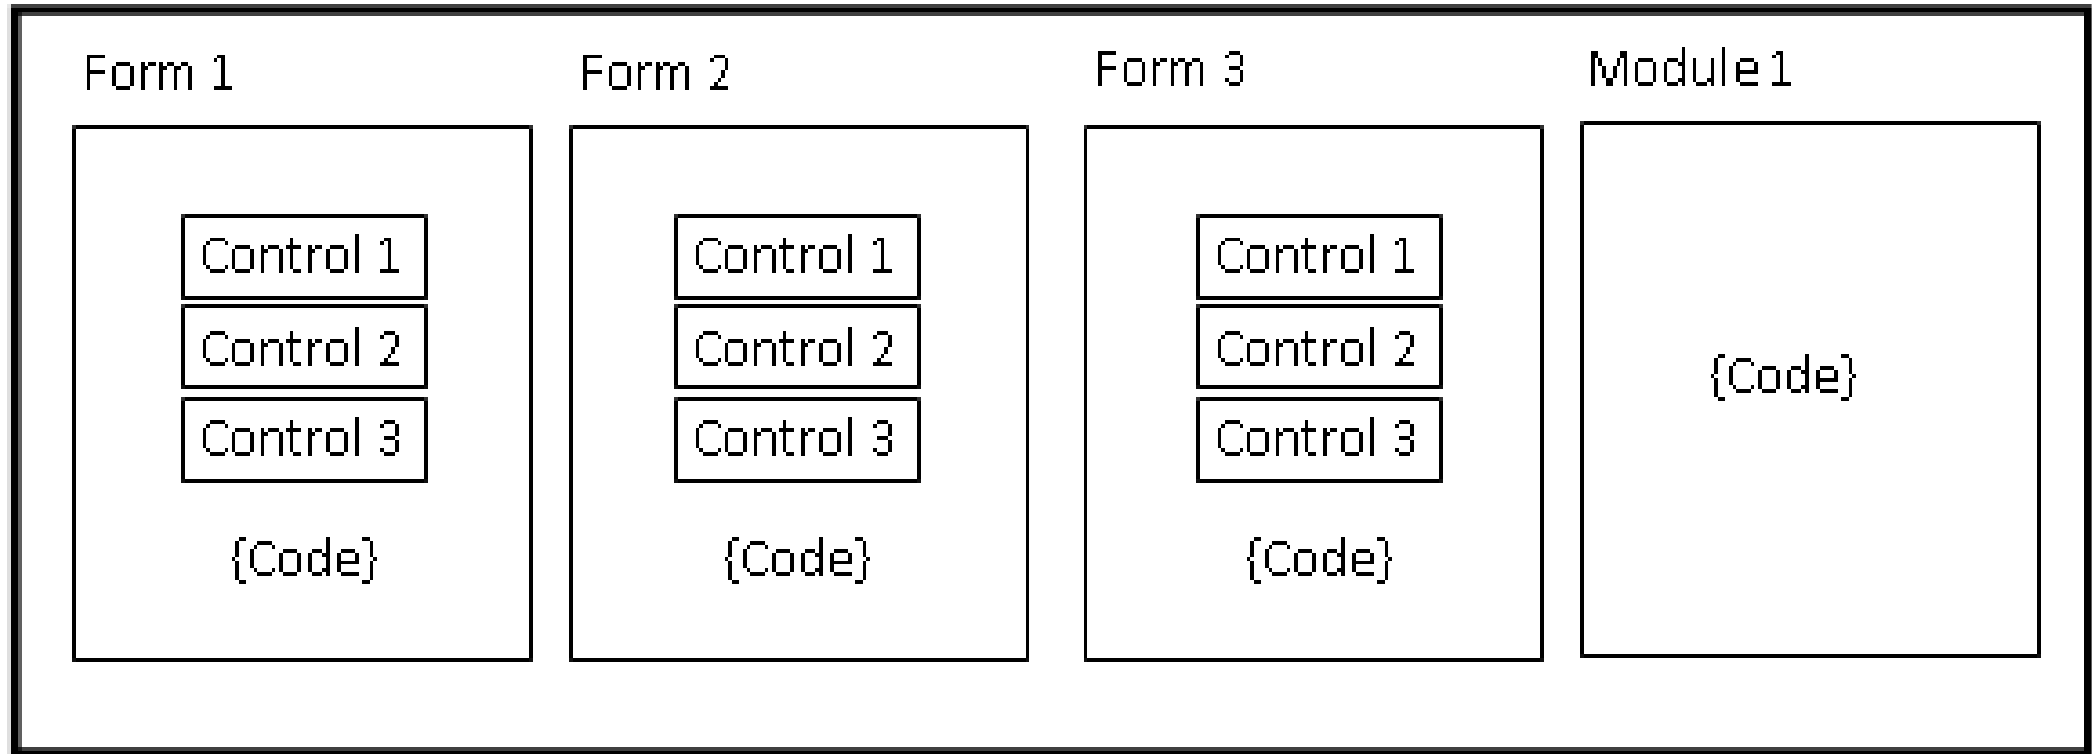 Form 1
Control 1
Control 2
Control 3
{Code}
Form 2
Control 1
Control 2
Control 3
{Code}
Form 3
Control 1
Control 2
Control 3
{Code}
Module 1
{Code}